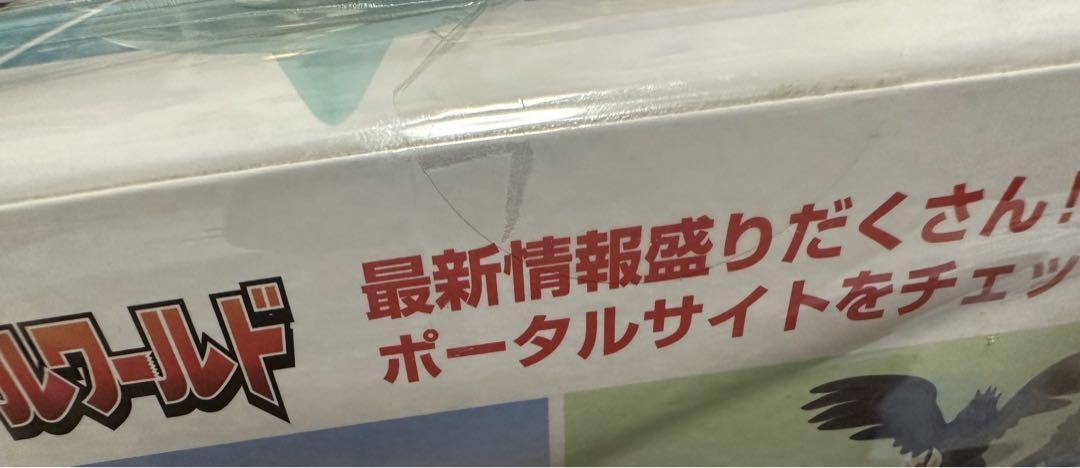 最新情報盛りだくさん!
ポータルサイトをチェッ
ルワールド